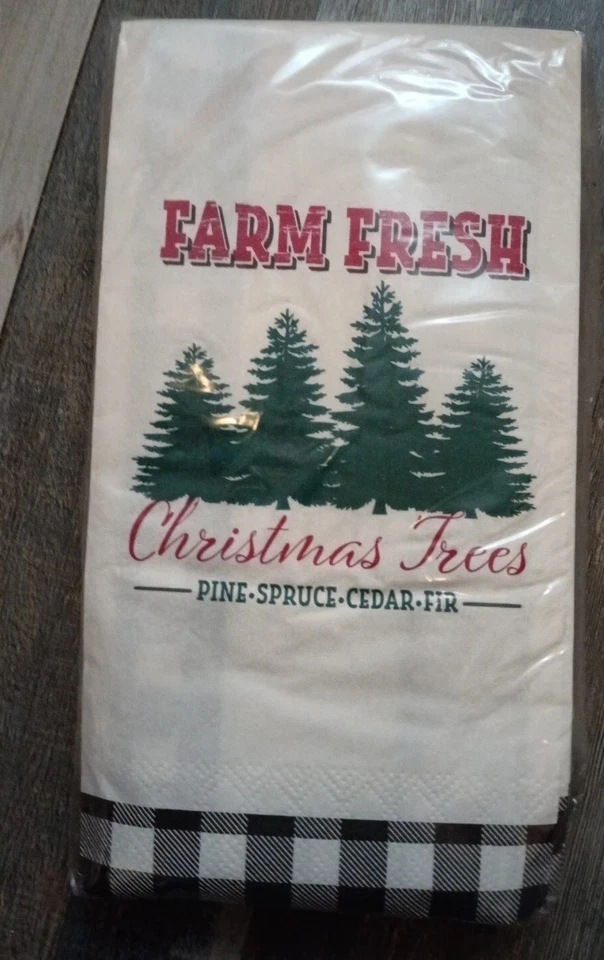 FARM FRESH
Christmas Trees
PINE•SPRUCE•CEDAR•FIR